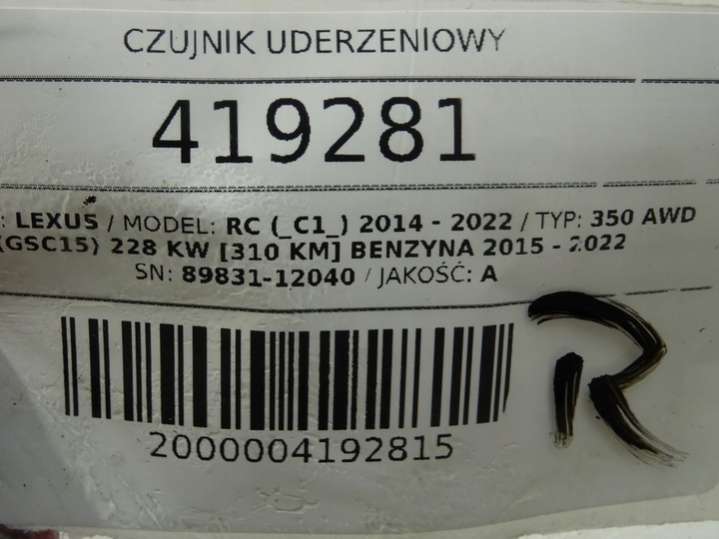 CZUJNIK UDERZENIOWY
419281
: LEXUS / MODEL: RC (_C1_) 2014 - 2022 / TYP: 350 AWD
(GSC15) 228 KW [310 KM] BENZYNA 2015 - 2022
SN: 89831-12040 / JAKOŚĆ: A
R
2000004192815